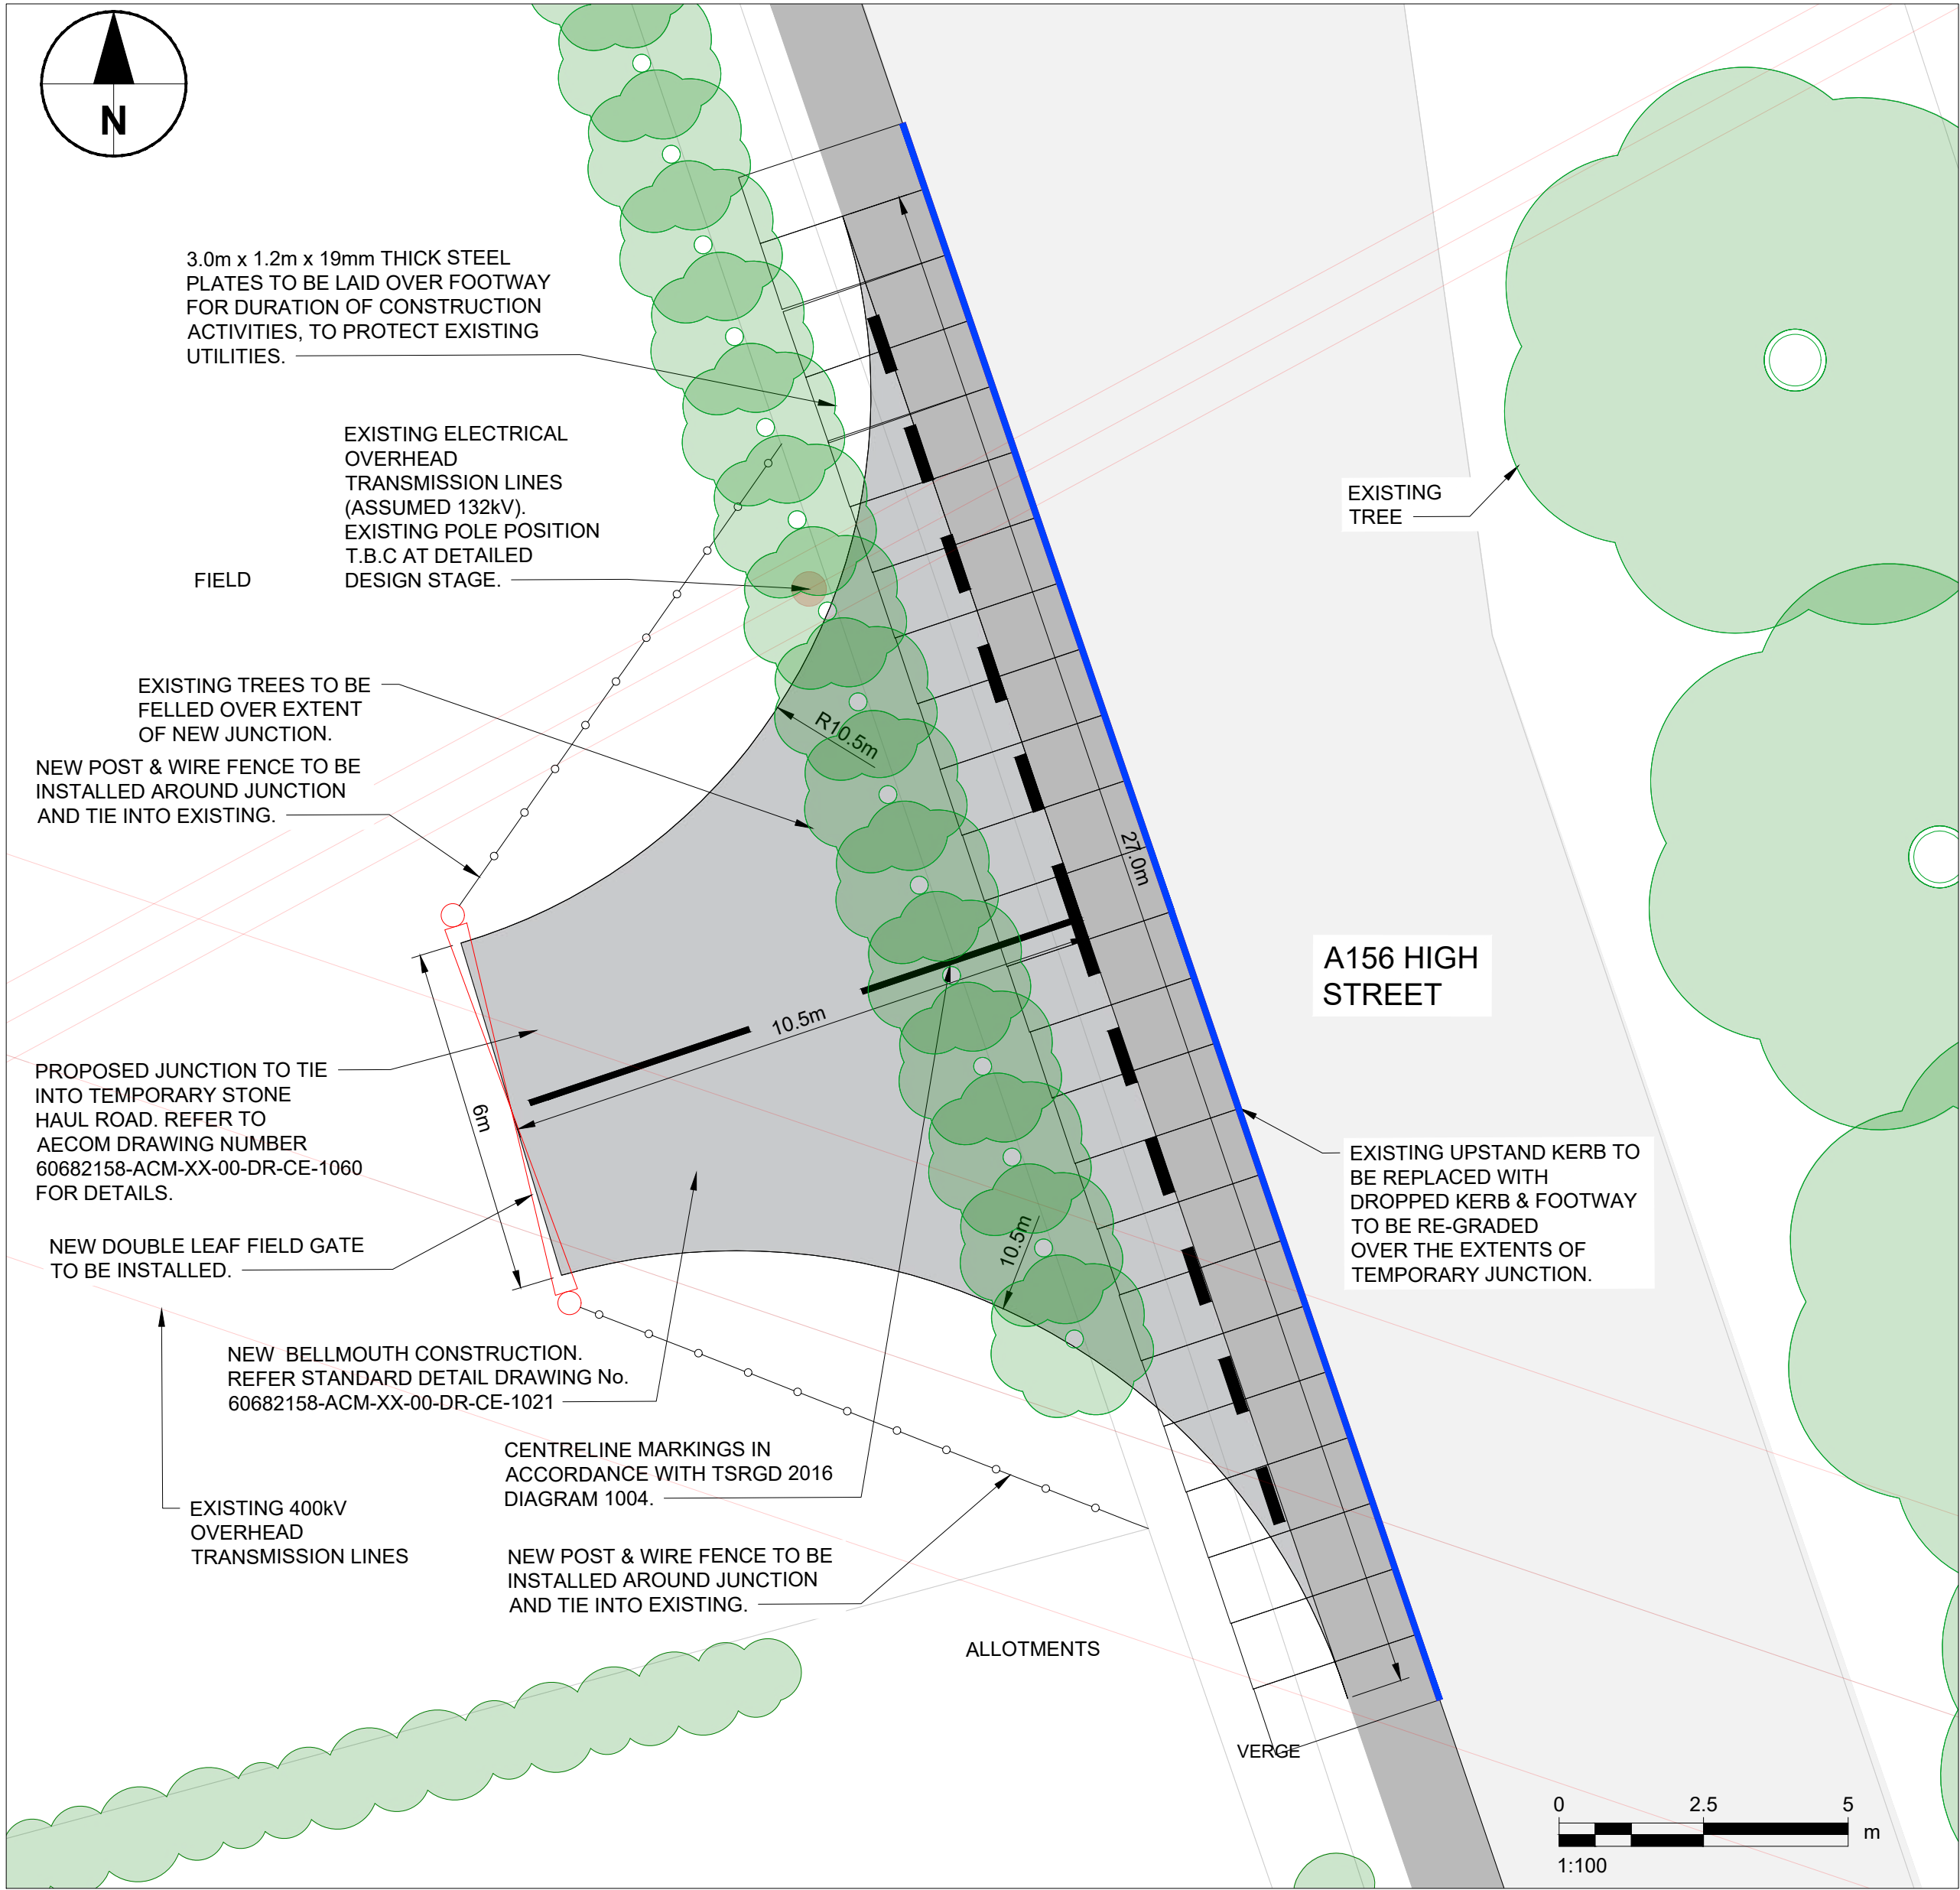 N
3.0m x 1.2m x 19mm THICK STEEL
PLATES TO BE LAID OVER FOOTWAY
FOR DURATION OF CONSTRUCTION
ACTIVITIES, TO PROTECT EXISTING
UTILITIES.
EXISTING ELECTRICAL
OVERHEAD
TRANSMISSION LINES
(ASSUMED 132kV).
EXISTING POLE POSITION
T.B.C AT DETAILED
DESIGN STAGE.
FIELD
EXISTING
TREE
EXISTING TREES TO BE
FELLED OVER EXTENT
OF NEW JUNCTION.
R10.5m
NEW POST & WIRE FENCE TO BE
INSTALLED AROUND JUNCTION
AND TIE INTO EXISTING.
27.0m
A156 HIGH
STREET
10.5m
PROPOSED JUNCTION TO TIE
INTO TEMPORARY STONE
HAUL ROAD. REFER TO
AECOM DRAWING NUMBER
60682158-ACM-XX-00-DR-CE-1060
FOR DETAILS.
6m
NEW DOUBLE LEAF FIELD GATE
TO BE INSTALLED.
10.5m
EXISTING UPSTAND KERB TO
BE REPLACED WITH
DROPPED KERB & FOOTWAY
TO BE RE-GRADED
OVER THE EXTENTS OF
TEMPORARY JUNCTION.
NEW BELLMOUTH CONSTRUCTION.
REFER STANDARD DETAIL DRAWING No.
60682158-ACM-XX-00-DR-CE-1021
CENTRELINE MARKINGS IN
ACCORDANCE WITH TSRGD 2016
DIAGRAM 1004.
EXISTING 400kV
OVERHEAD
TRANSMISSION LINES
NEW POST & WIRE FENCE TO BE
INSTALLED AROUND JUNCTION
AND TIE INTO EXISTING.
ALLOTMENTS
VERGE
0 2.5 5
m
1:100